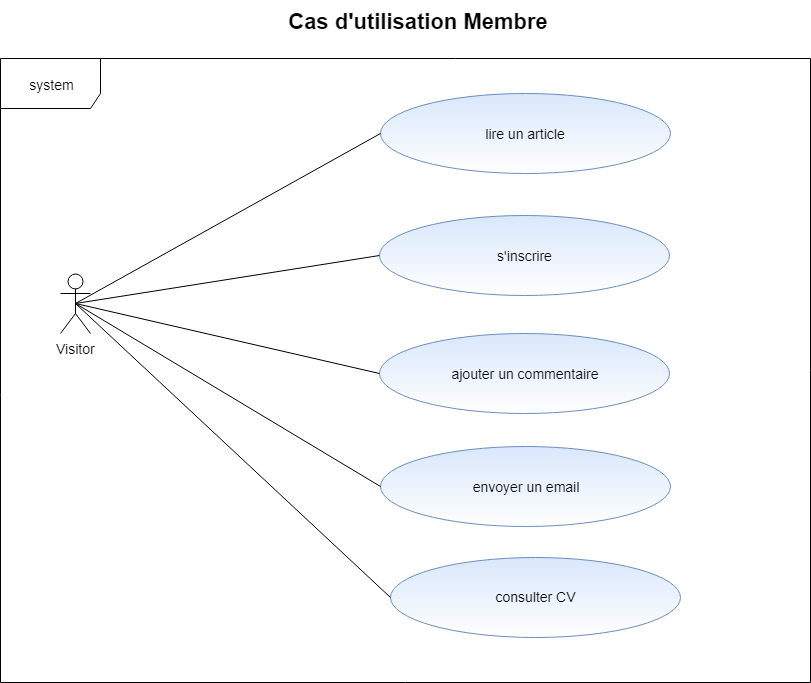 Cas d'utilisation Membre
system
lire un article
s'inscrire
Visitor
ajouter un commentaire
envoyer un email
consulter CV